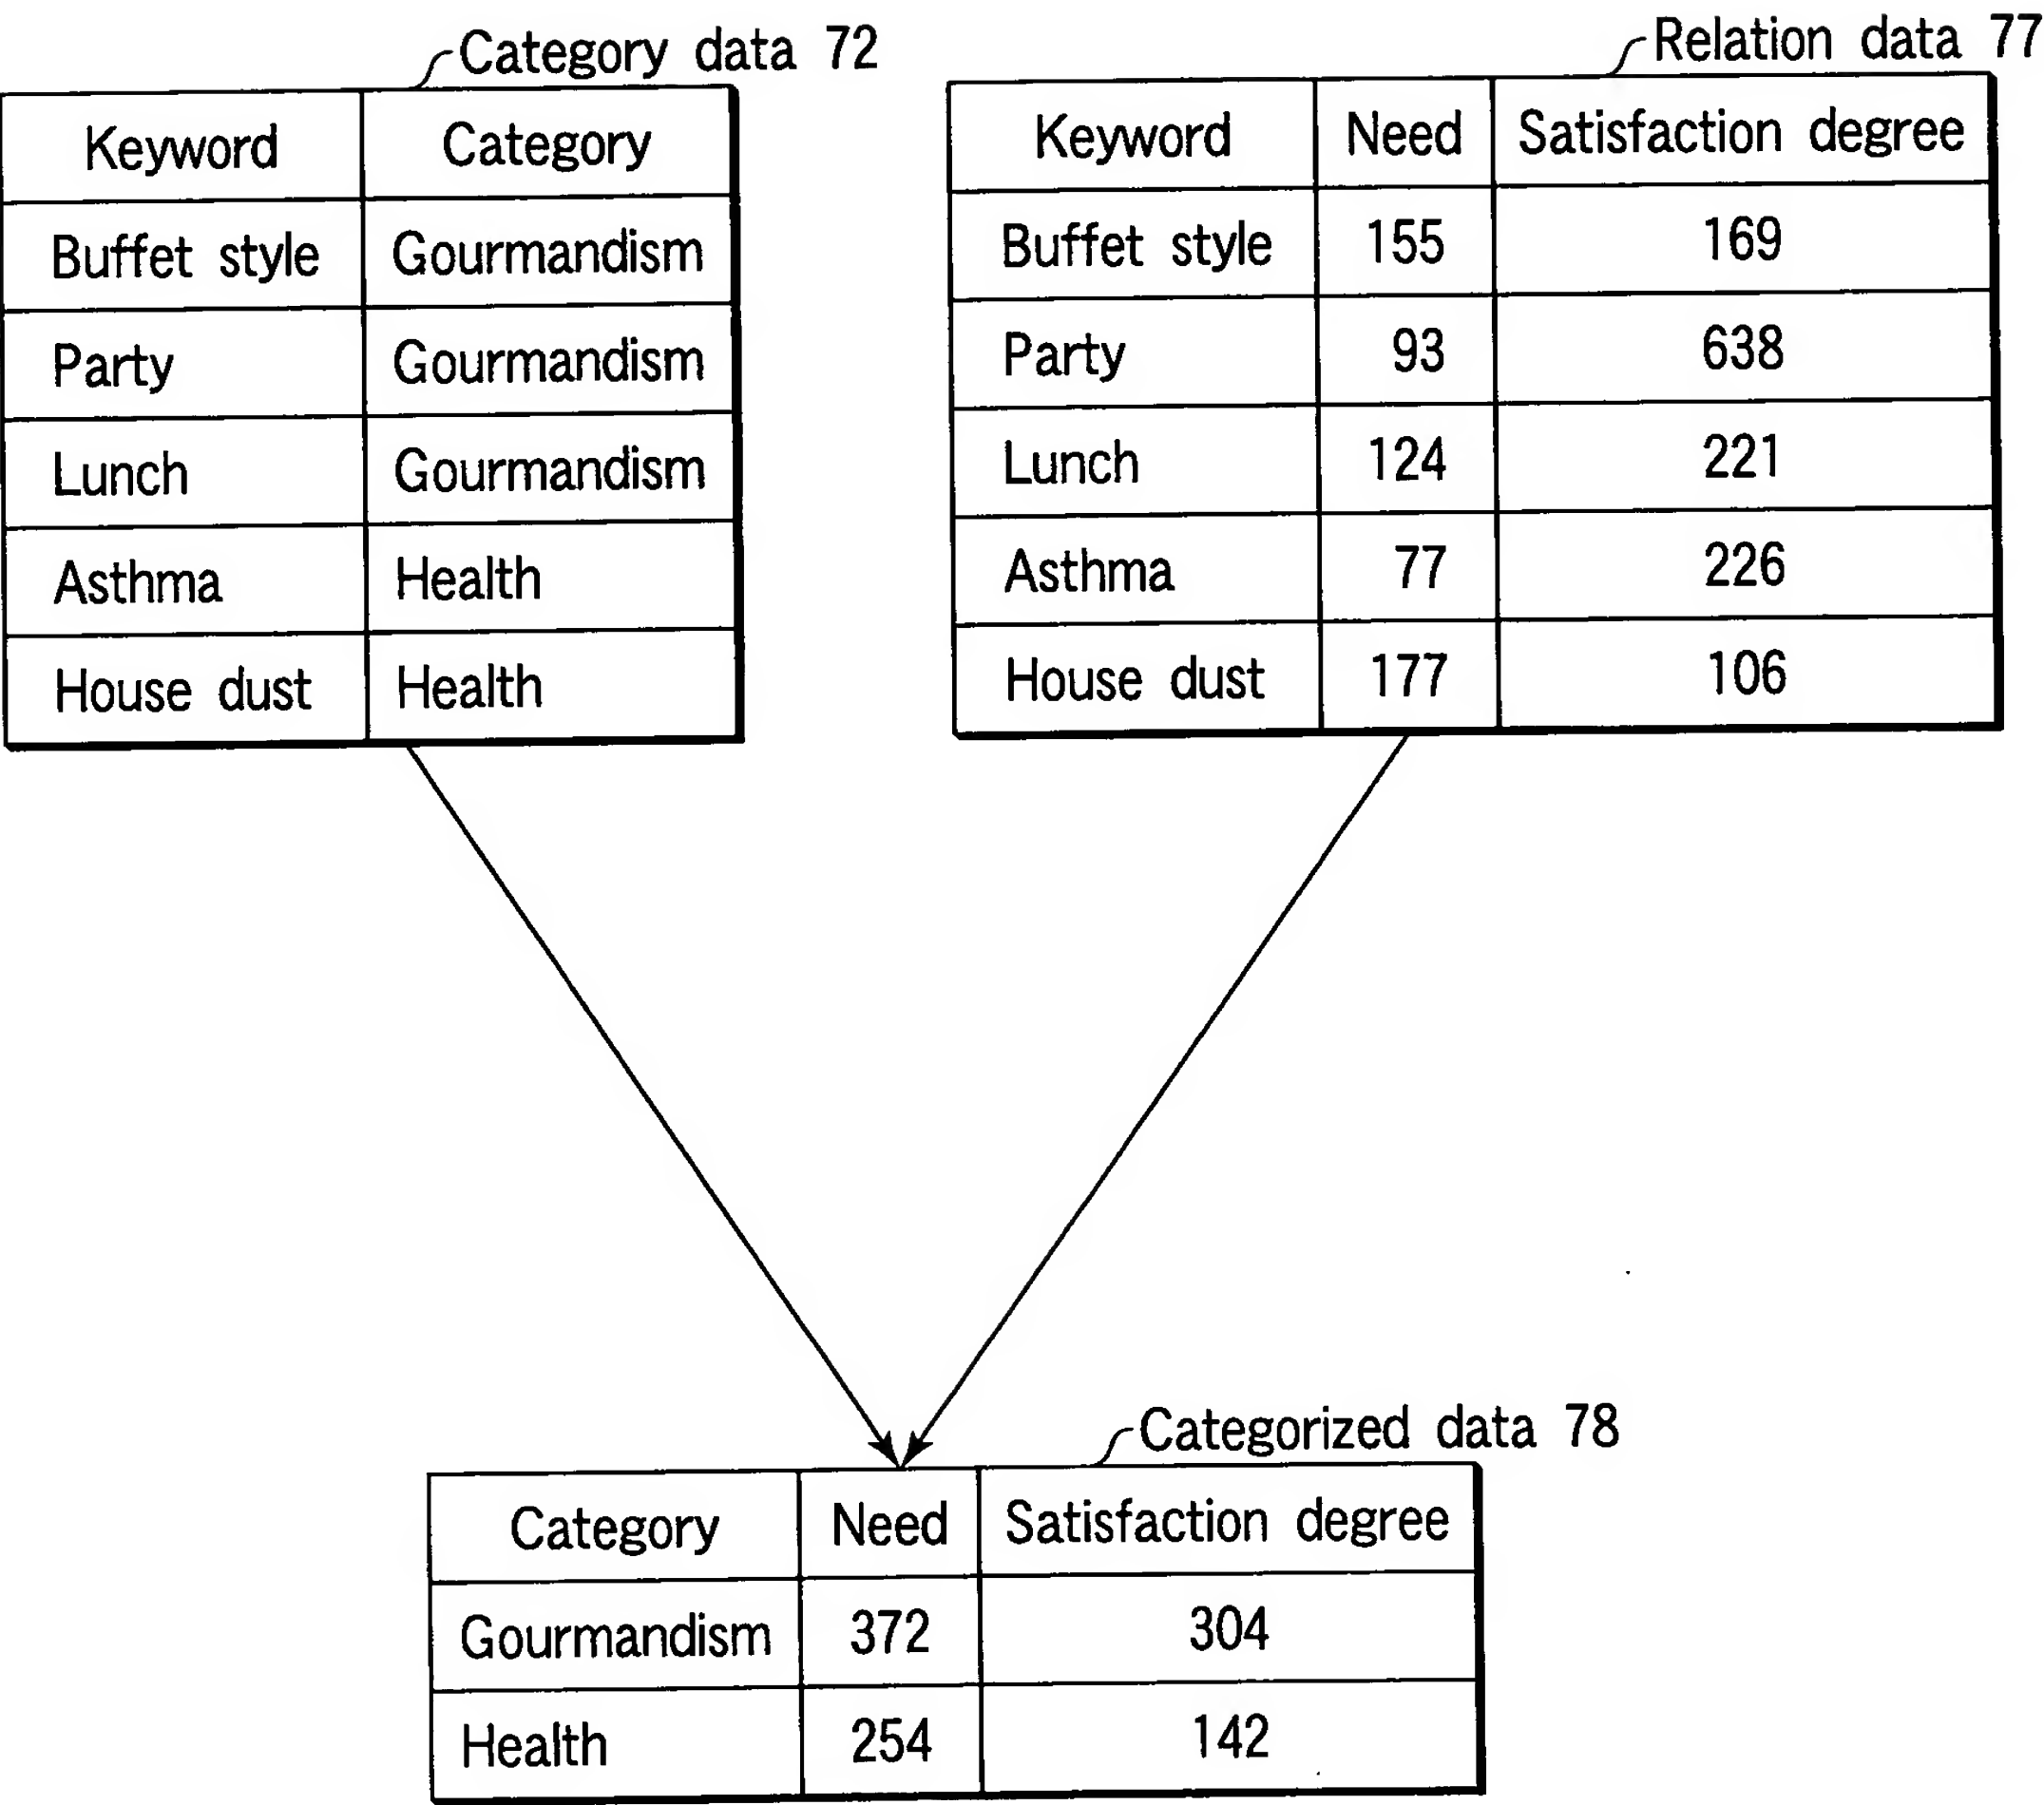 Category data 72
Keyword Category
Buffet style Gourmandism
Party Gourmandism
Lunch Gourmandism
Asthma Health
House dust Health
Relation data 77
Keyword Need Satisfaction degree
Buffet style 155 169
Party 93 638
Lunch 124 221
Asthma 77 226
House dust 177 106
Categorized data 78
Category Need Satisfaction degree
Gourmandism 372 304
Health 254 142